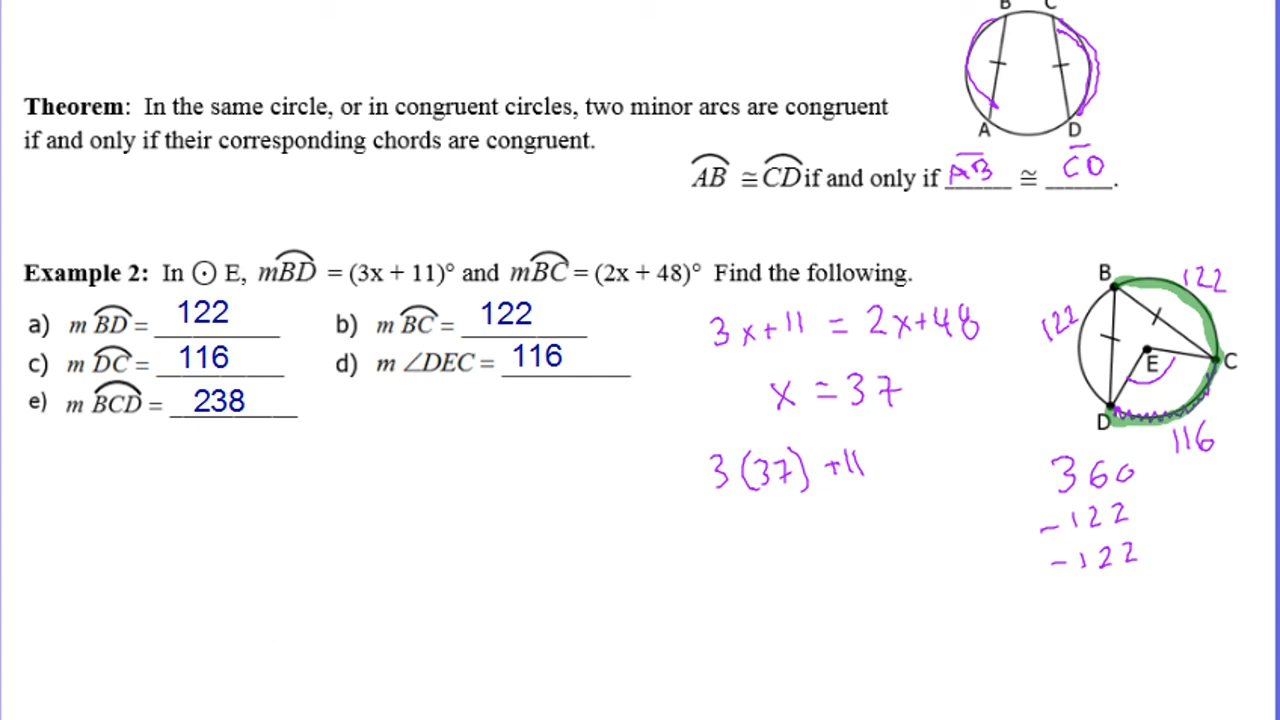 B C
A D
Theorem: In the same circle, or in congruent circles, two minor arcs are congruent
if and only if their corresponding chords are congruent.
AB ≅ CD if and only if AB ≅ CD.
Example 2: In ⊙ E, mBD = (3x + 11)° and mBC = (2x + 48)° Find the following.
a) m BD = 122 b) m BC = 122
c) m DC = 116 d) m ∠DEC = 116
e) m BCD = 238
3x+11 = 2x+48
x = 37
3(37) +11
B 122
122
E C
D
116
360
-122
-122